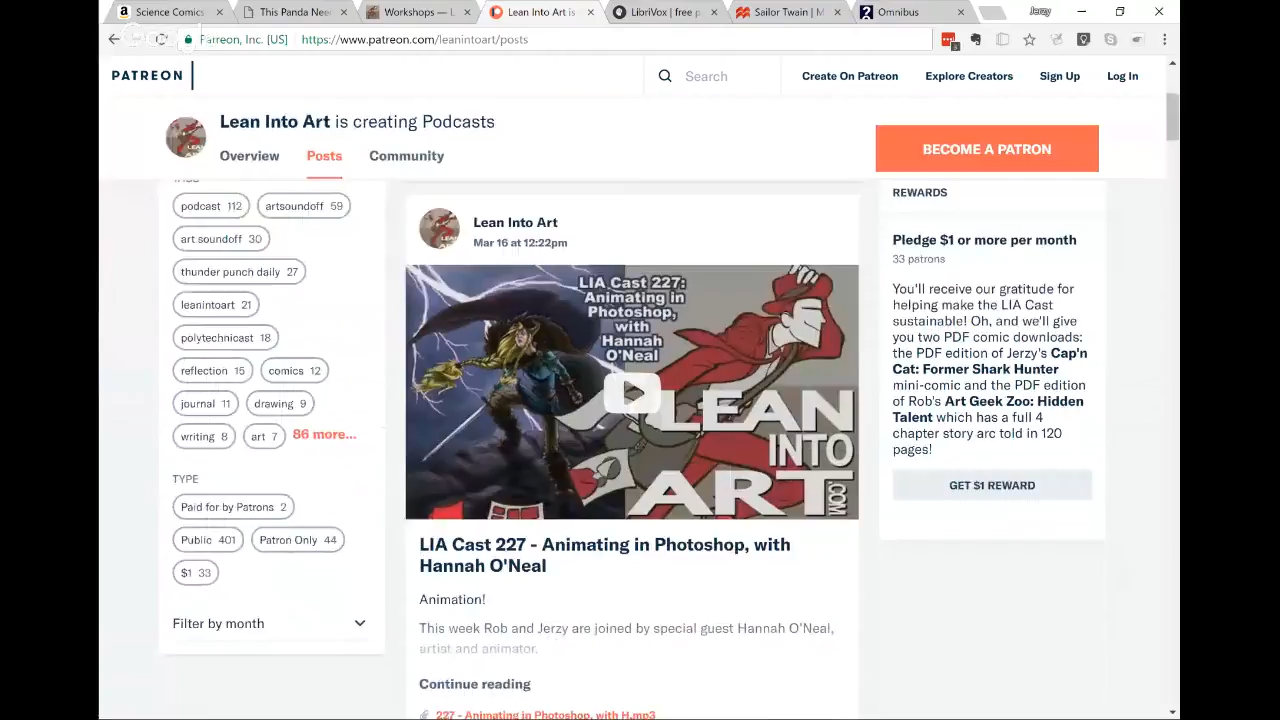 Science Comics
This Panda Nee
Workshops — L
Lean Into Art is
LibriVox | free p
Sailor Twain | M
Omnibus
Jerzy
Patreon, Inc. [US]
https://www.patreon.com/leanintoart/posts
PATREON
Search
Create On Patreon
Explore Creators
Sign Up
Log In
Lean Into Art is creating Podcasts
Overview
Posts
Community
BECOME A PATRON
podcast 112
artsoundoff 59
art soundoff 30
thunder punch daily 27
leanintoart 21
polytechnicast 18
reflection 15
comics 12
journal 11
drawing 9
writing 8
art 7
86 more...
TYPE
Paid for by Patrons 2
Public 401
Patron Only 44
$1 33
Filter by month
Lean Into Art
Mar 16 at 12:22pm
LIA Cast 227:
Animating in
Photoshop,
with
Hannah
O'Neal
LEAN
INTO
ART.COM
LIA Cast 227 - Animating in Photoshop, with
Hannah O'Neal
Animation!
This week Rob and Jerzy are joined by special guest Hannah O'Neal,
artist and animator.
Continue reading
227 - Animating in Photoshop, with H.mp3
REWARDS
Pledge $1 or more per month
33 patrons
You'll receive our gratitude for
helping make the LIA Cast
sustainable! Oh, and we'll give
you two PDF comic downloads:
the PDF edition of Jerzy's Cap'n
Cat: Former Shark Hunter
mini-comic and the PDF edition
of Rob's Art Geek Zoo: Hidden
Talent which has a full 4
chapter story arc told in 120
pages!
GET $1 REWARD